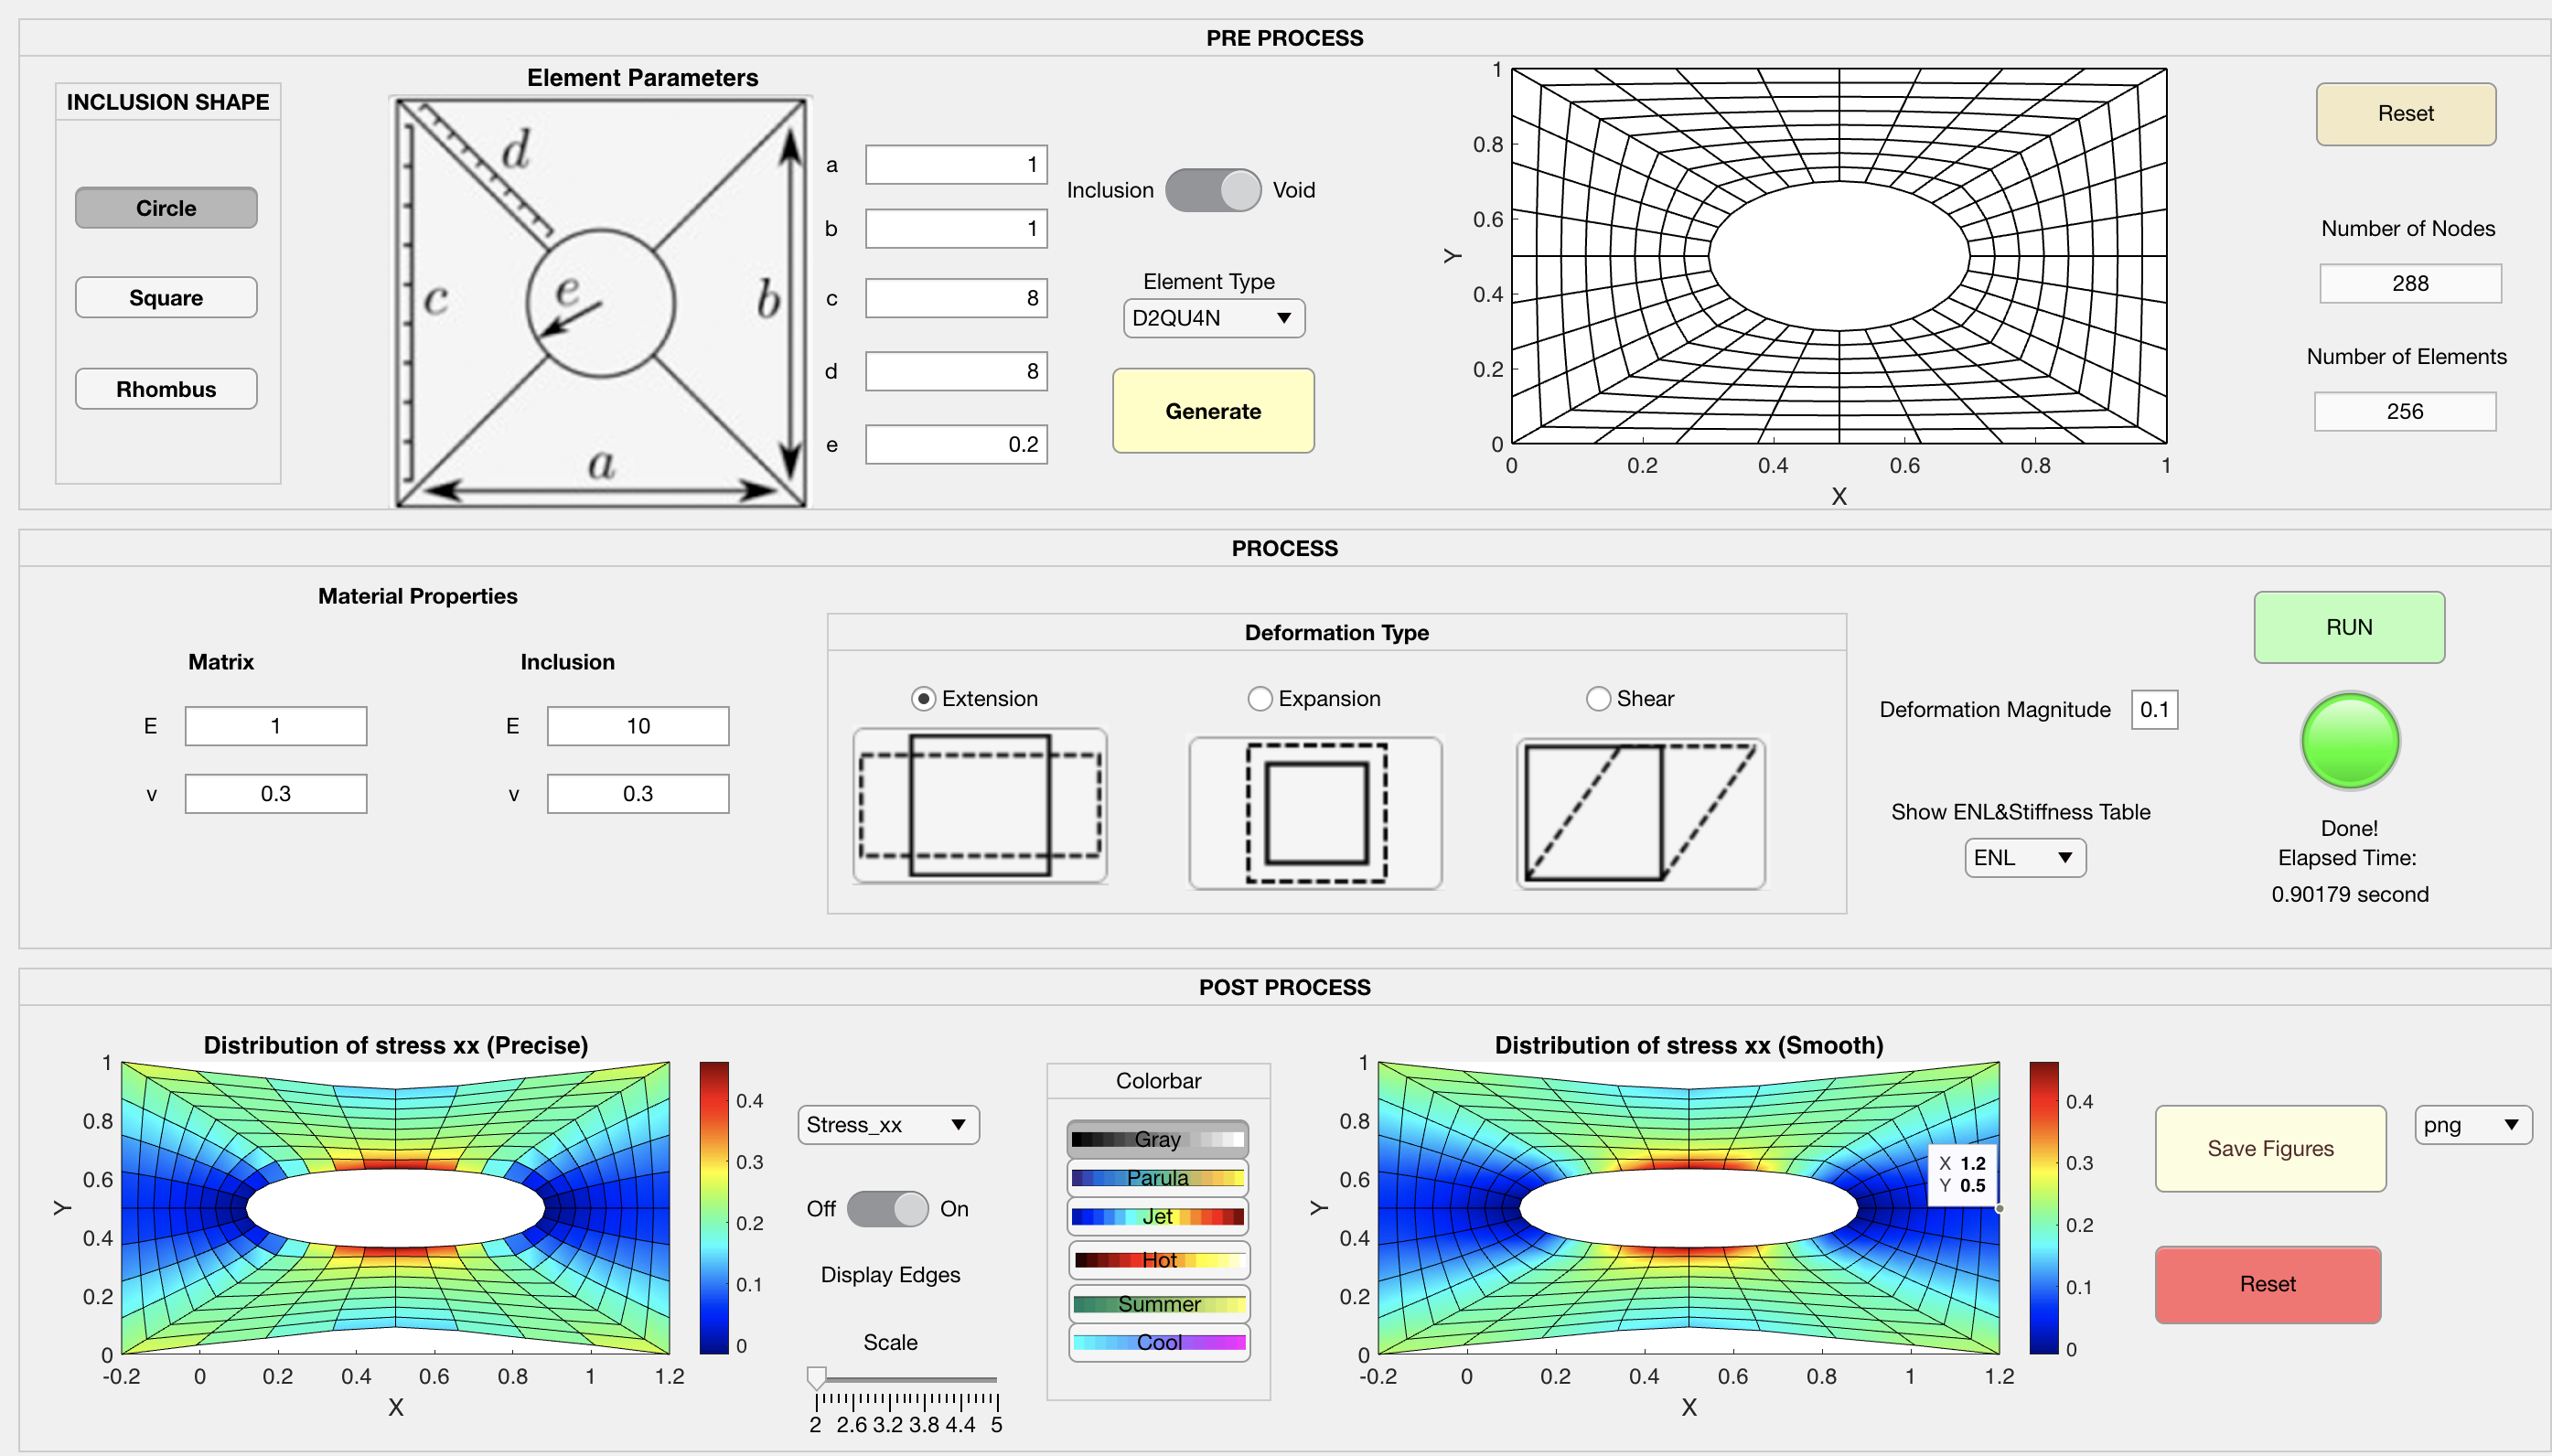 PRE PROCESS
INCLUSION SHAPE
Circle
Square
Rhombus
Element Parameters
d
c
e
b
a
a 1
b 1
c 8
d 8
e 0.2
Inclusion Void
Element Type
D2QU4N
Generate
1
0.8
0.6
0.4
0.2
0
Y
0 0.2 0.4 0.6 0.8 1
X
Reset
Number of Nodes
288
Number of Elements
256
PROCESS
Material Properties
Matrix Inclusion
E 1 E 10
v 0.3 v 0.3
Deformation Type
Extension Expansion Shear
Deformation Magnitude 0.1
Show ENL&Stiffness Table
ENL
RUN
Done!
Elapsed Time:
0.90179 second
POST PROCESS
Distribution of stress xx (Precise)
1
0.8
0.6
0.4
0.2
0
Y
-0.2 0 0.2 0.4 0.6 0.8 1 1.2
X
0.4
0.3
0.2
0.1
0
Stress_xx
Off On
Display Edges
Scale
2 2.6 3.2 3.8 4.4 5
Colorbar
Gray
Parula
Jet
Hot
Summer
Cool
Distribution of stress xx (Smooth)
1
0.8
0.6
0.4
0.2
0
Y
X 1.2
Y 0.5
-0.2 0 0.2 0.4 0.6 0.8 1 1.2
X
0.4
0.3
0.2
0.1
0
Save Figures
png
Reset